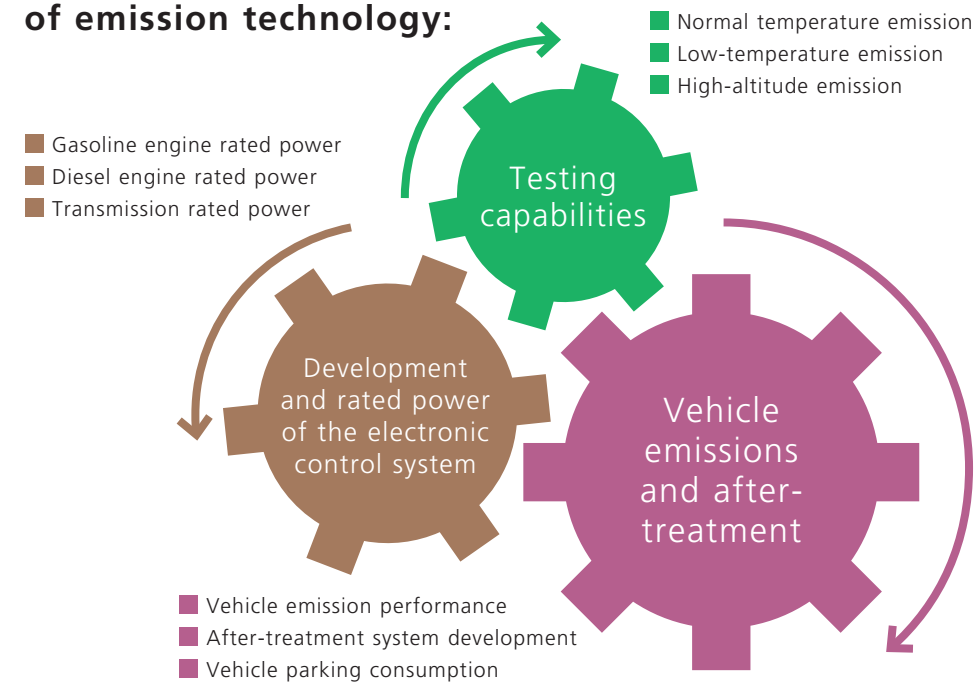 of emission technology:
Normal temperature emission
Low-temperature emission
High-altitude emission
Gasoline engine rated power
Diesel engine rated power
Transmission rated power
Testing
capabilities
Development
and rated power
of the electronic
control system
Vehicle
emissions
and after-
treatment
Vehicle emission performance
After-treatment system development
Vehicle parking consumption